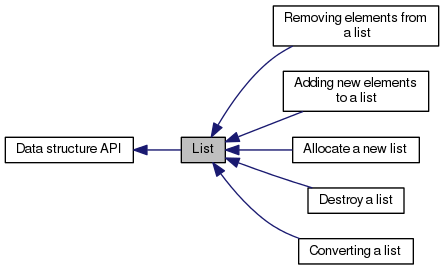 Removing elements from
a list
Adding new elements
to a list
Data structure API
List
Allocate a new list
Destroy a list
Converting a list